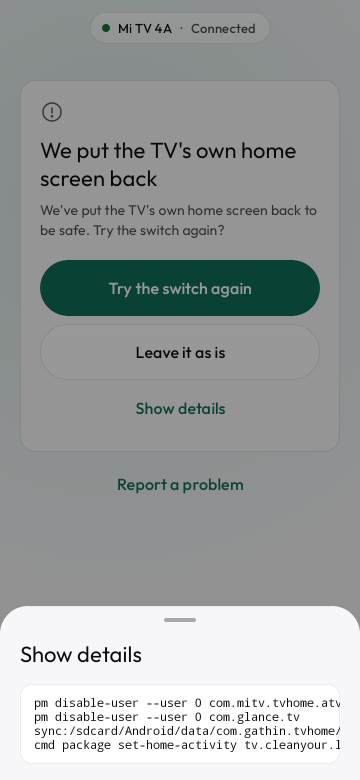 Mi TV 4A · Connected
We put the TV's own home
screen back
We've put the TV's own home screen back to
be safe. Try the switch again?
Try the switch again
Leave it as is
Show details
Report a problem
Show details
pm disable-user --user 0 com.mitv.tvhome.atv
pm disable-user --user 0 com.glance.tv
sync:/sdcard/Android/data/com.gathin.tvhome/
cmd package set-home-activity tv.cleanyour.l